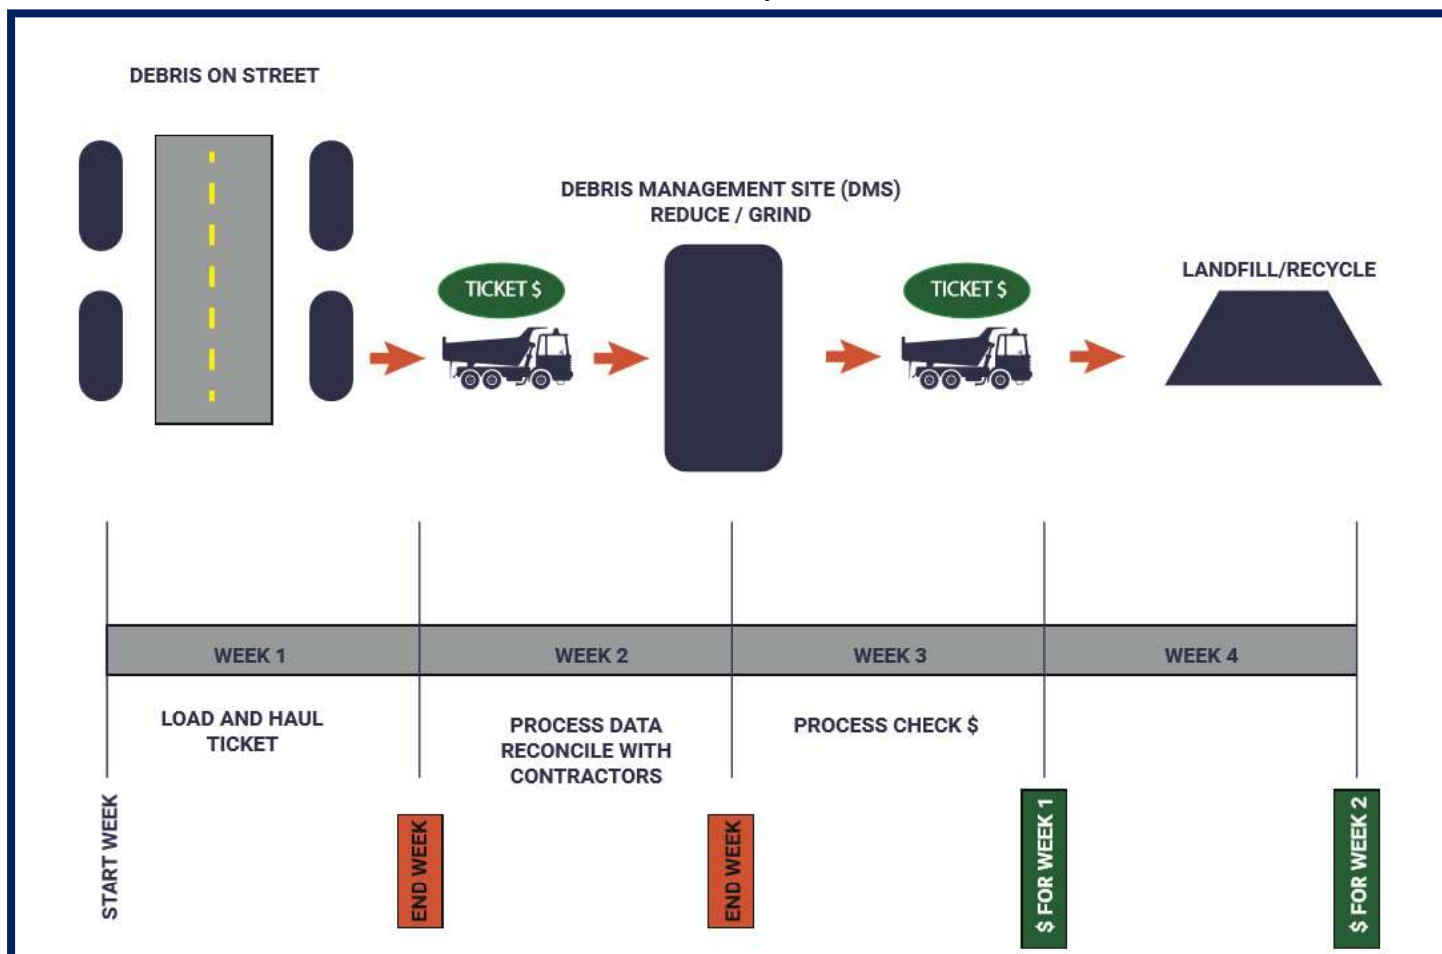 DEBRIS ON STREET
DEBRIS MANAGEMENT SITE (DMS)
REDUCE / GRIND
LANDFILL/RECYCLE
TICKET $
TICKET $
WEEK 1
WEEK 2
WEEK 3
WEEK 4
LOAD AND HAUL
TICKET
PROCESS DATA
RECONCILE WITH
CONTRACTORS
PROCESS CHECK $
START WEEK
END WEEK
END WEEK
$ FOR WEEK 1
$ FOR WEEK 2